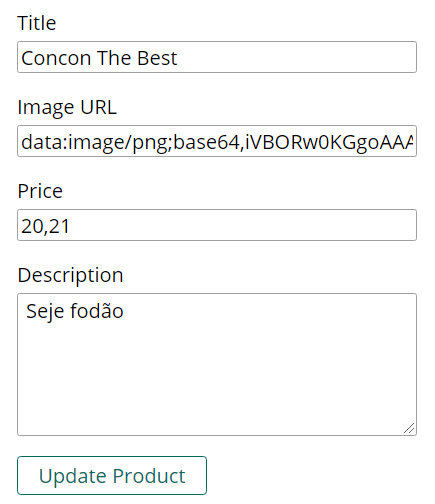 Title
Concon The Best
Image URL
data:image/png;base64,iVBORw0KGgoAAA
Price
20,21
Description
Seje fodão
Update Product